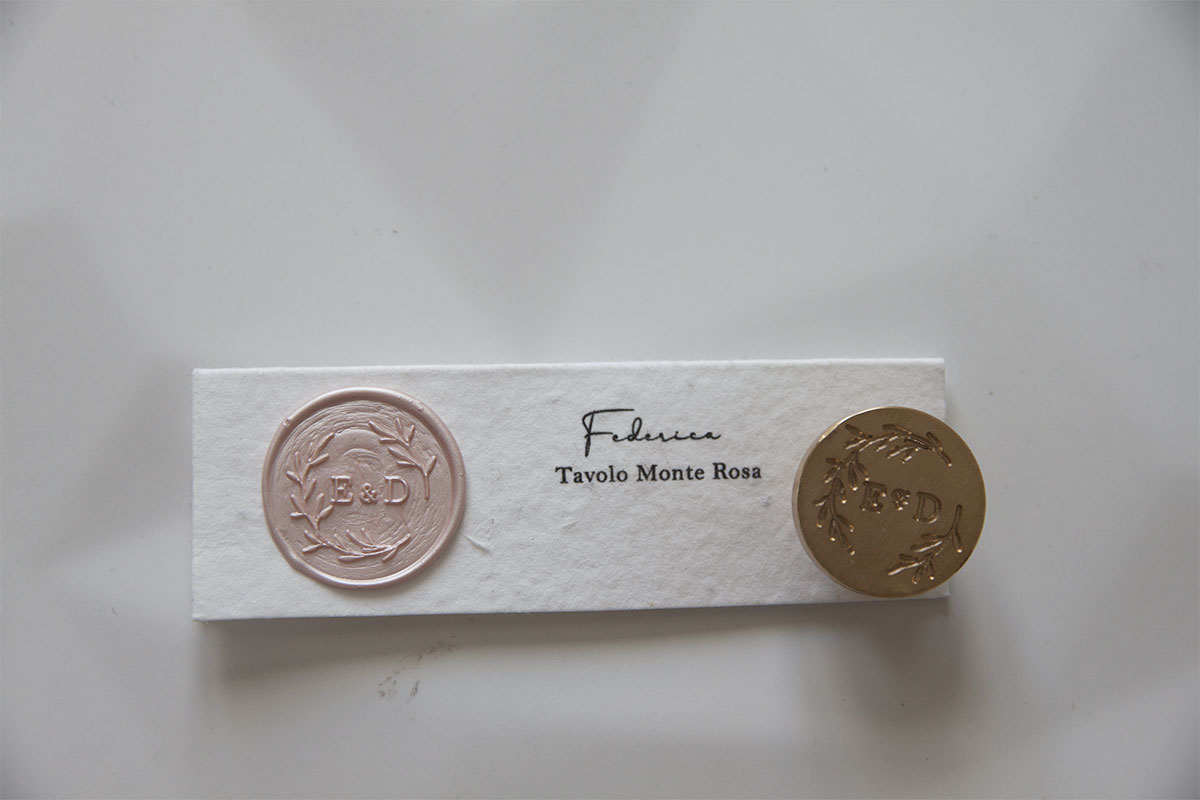 E & D
Federica
Tavolo Monte Rosa
E & D